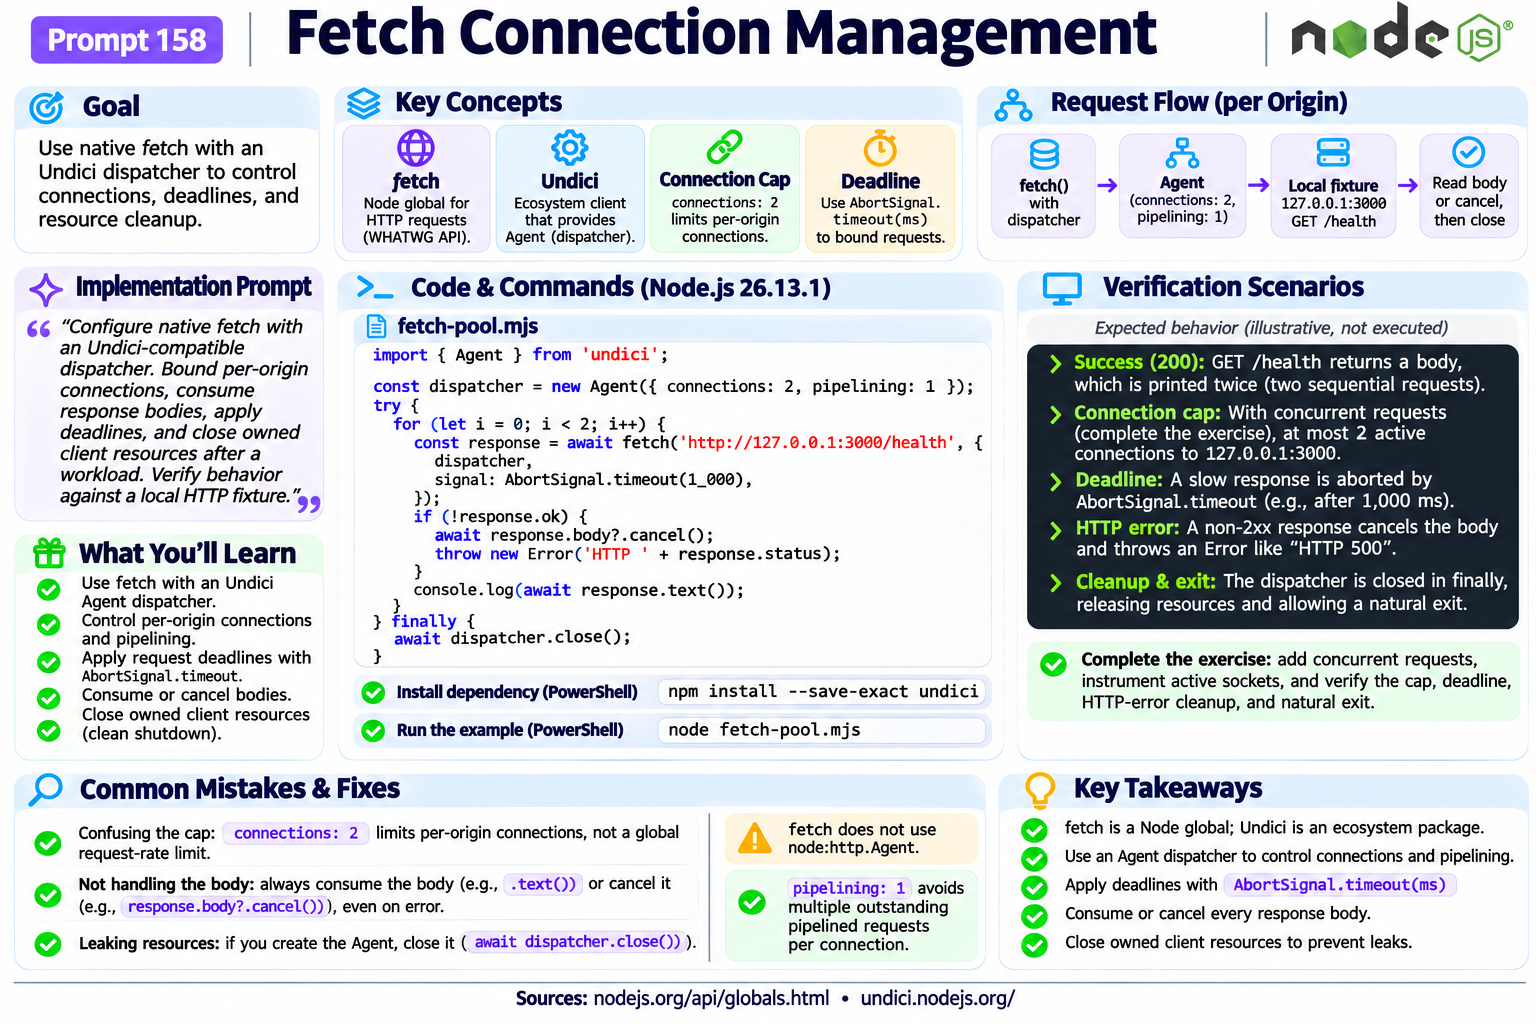 Prompt 158
Fetch Connection Management
node JS ®
Goal
Use native fetch with an
Undici dispatcher to control
connections, deadlines, and
resource cleanup.
Key Concepts
fetch
Node global for
HTTP requests
(WHATWG API).
Undici
Ecosystem client
that provides
Agent (dispatcher).
Connection Cap
connections: 2
limits per-origin
connections.
Deadline
Use AbortSignal.
timeout(ms)
to bound requests.
Request Flow (per Origin)
fetch()
with
dispatcher
Agent
(connections: 2,
pipelining: 1)
Local fixture
127.0.0.1:3000
GET /health
Read body
or cancel,
then close
Implementation Prompt
“Configure native fetch with
an Undici-compatible
dispatcher. Bound per-origin
connections, consume
response bodies, apply
deadlines, and close owned
client resources after a
workload. Verify behavior
against a local HTTP fixture.”
What You’ll Learn
Use fetch with an Undici
Agent dispatcher.
Control per-origin connections
and pipelining.
Apply request deadlines with
AbortSignal.timeout.
Consume or cancel bodies.
Close owned client resources
(clean shutdown).
Code & Commands (Node.js 26.13.1)
fetch-pool.mjs
import { Agent } from 'undici';
const dispatcher = new Agent({ connections: 2, pipelining: 1 });
try {
for (let i = 0; i < 2; i++) {
const response = await fetch('http://127.0.0.1:3000/health', {
dispatcher,
signal: AbortSignal.timeout(1_000),
});
if (!response.ok) {
await response.body?.cancel();
throw new Error('HTTP ' + response.status);
}
console.log(await response.text());
}
} finally {
await dispatcher.close();
}
Install dependency (PowerShell) npm install --save-exact undici
Run the example (PowerShell) node fetch-pool.mjs
Verification Scenarios
Expected behavior (illustrative, not executed)
Success (200): GET /health returns a body,
which is printed twice (two sequential requests).
Connection cap: With concurrent requests
(complete the exercise), at most 2 active
connections to 127.0.0.1:3000.
Deadline: A slow response is aborted by
AbortSignal.timeout (e.g., after 1,000 ms).
HTTP error: A non-2xx response cancels the body
and throws an Error like “HTTP 500”.
Cleanup & exit: The dispatcher is closed in finally,
releasing resources and allowing a natural exit.
Complete the exercise: add concurrent requests,
instrument active sockets, and verify the cap, deadline,
HTTP-error cleanup, and natural exit.
Common Mistakes & Fixes
Confusing the cap: connections: 2 limits per-origin connections, not a global
request-rate limit.
Not handling the body: always consume the body (e.g., .text()) or cancel it
(e.g., response.body?.cancel()), even on error.
Leaking resources: if you create the Agent, close it ( await dispatcher.close()).
fetch does not use
node:http.Agent.
pipelining: 1 avoids
multiple outstanding
pipelined requests
per connection.
Key Takeaways
fetch is a Node global; Undici is an ecosystem package.
Use an Agent dispatcher to control connections and pipelining.
Apply deadlines with AbortSignal.timeout(ms)
Consume or cancel every response body.
Close owned client resources to prevent leaks.
Sources: nodejs.org/api/globals.html • undici.nodejs.org/